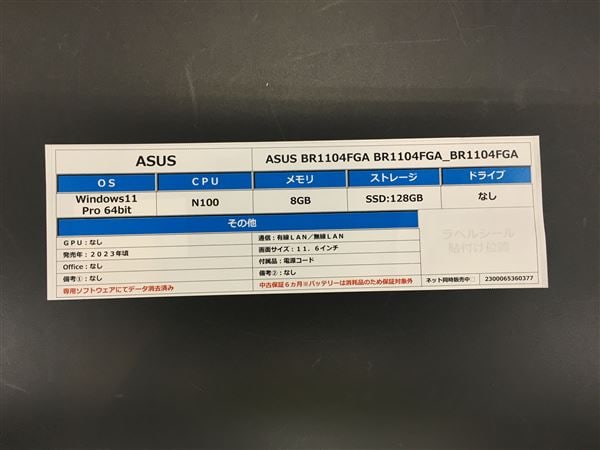 ASUS
ASUS BR1104FGA BR1104FGA_BR1104FGA
ＯＳ ＣＰＵ メモリ ストレージ ドライブ
Windows11 Pro 64bit N100 8GB SSD:128GB なし
その他
ＧＰＵ：なし
発売年：２０２３年頃
Office：なし
備考①：なし
専用ソフトウェアにてデータ消去済み
通信：有線ＬＡＮ／無線ＬＡＮ
画面サイズ：１１．６インチ
付属品：電源コード
備考②：なし
中古保証６ヵ月※バッテリーは消耗品のため保証対象外
ラベルシール
貼付け位置
ネット同時販売中 2300065360377